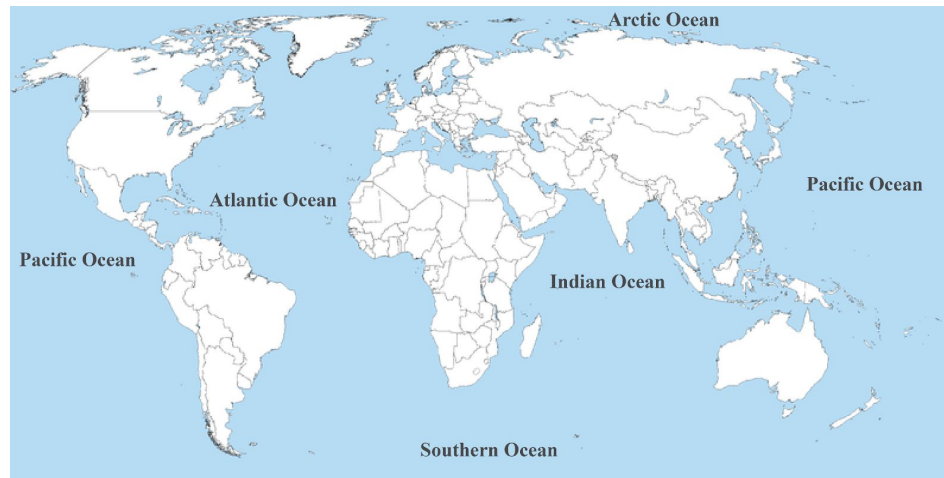 Arctic Ocean
Pacific Ocean
Atlantic Ocean
Pacific Ocean
Indian Ocean
Southern Ocean